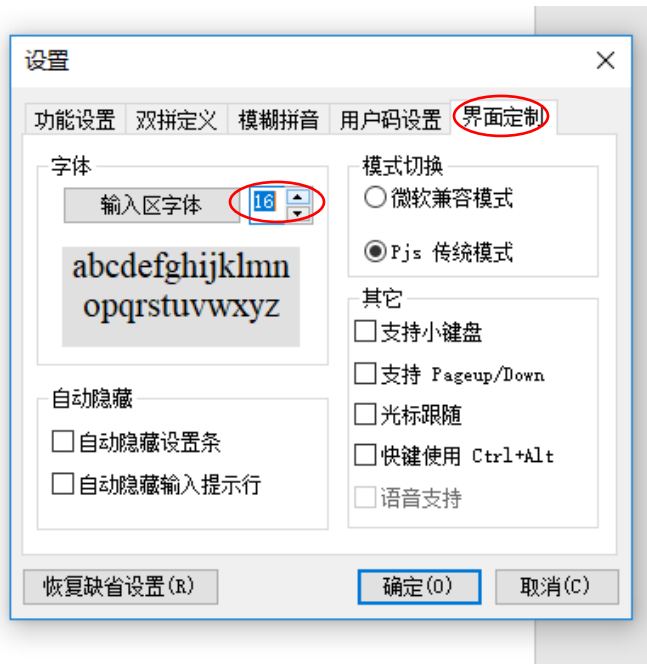 设置
功能设置 双拼定义 模糊拼音 用户码设置 界面定制
字体
输入区字体 16
abcdefghijklmn
opqrstuvwxyz
自动隐藏
自动隐藏设置条
自动隐藏输入提示行
模式切换
微软兼容模式
Pjs 传统模式
其它
支持小键盘
支持 Pageup/Down
光标跟随
快键使用 Ctrl+Alt
语音支持
恢复缺省设置(R) 确定(O) 取消(C)